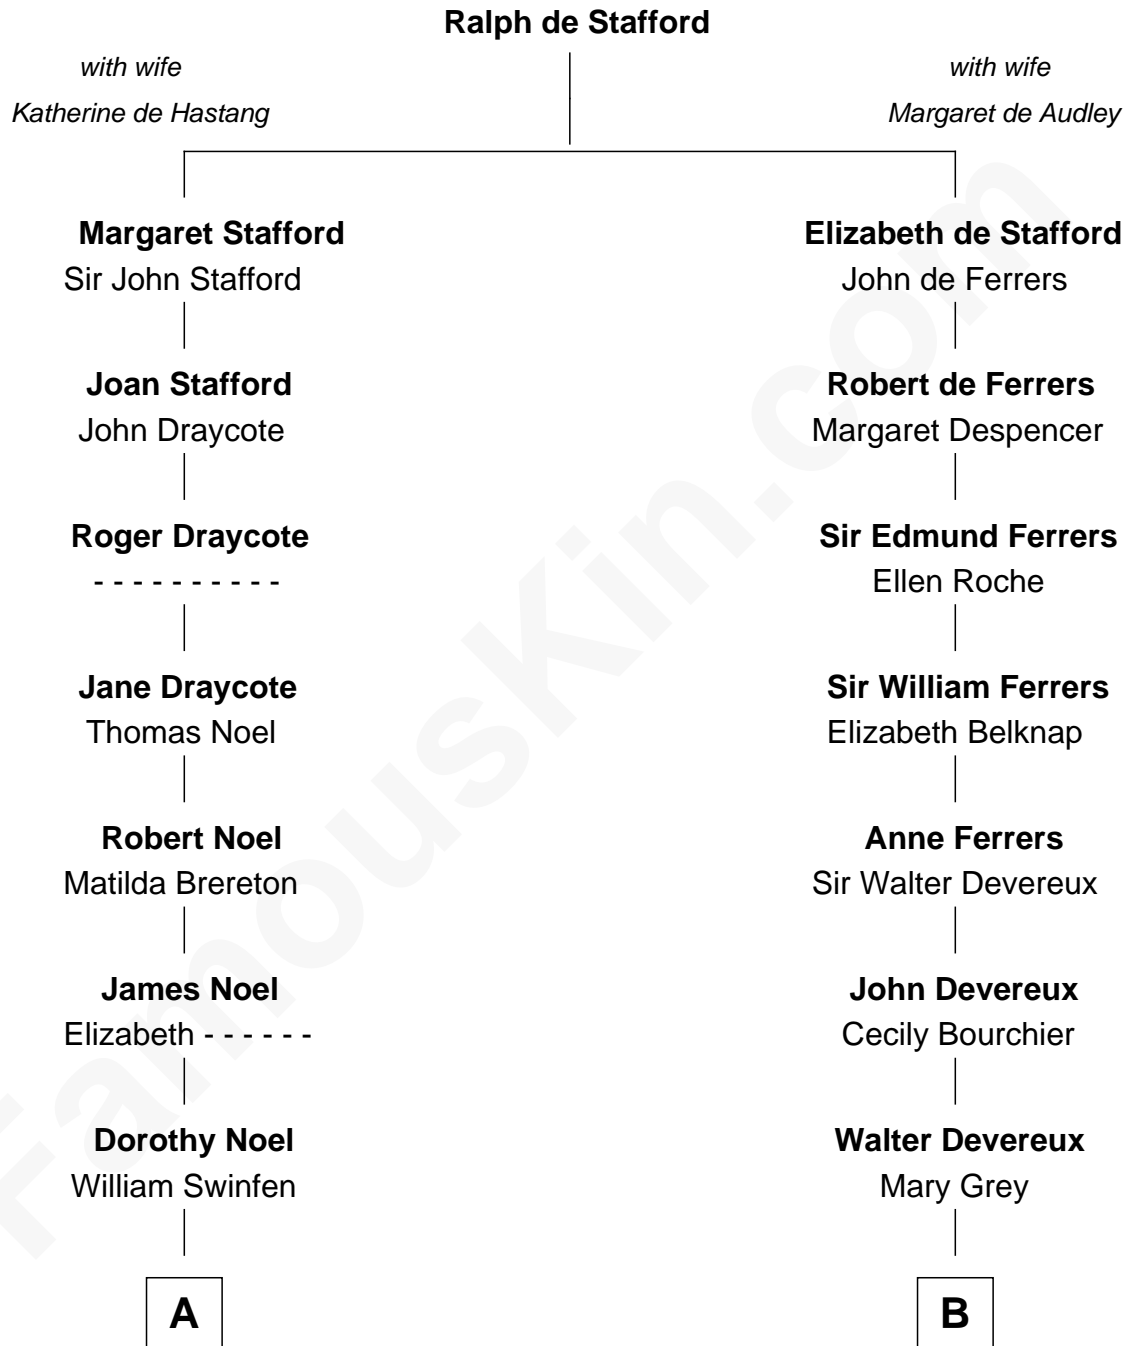 Ralph de Stafford
with wife
Katherine de Hastang
with wife
Margaret de Audley
Margaret Stafford
Sir John Stafford
Elizabeth de Stafford
John de Ferrers
Joan Stafford
John Draycote
Robert de Ferrers
Margaret Despencer
Roger Draycote
- - - - - - - - - -
Sir Edmund Ferrers
Ellen Roche
Jane Draycote
Thomas Noel
Sir William Ferrers
Elizabeth Belknap
Robert Noel
Matilda Brereton
Anne Ferrers
Sir Walter Devereux
James Noel
Elizabeth - - - - - -
John Devereux
Cecily Bourchier
Dorothy Noel
William Swinfen
Walter Devereux
Mary Grey
A
B
FamousKin.com